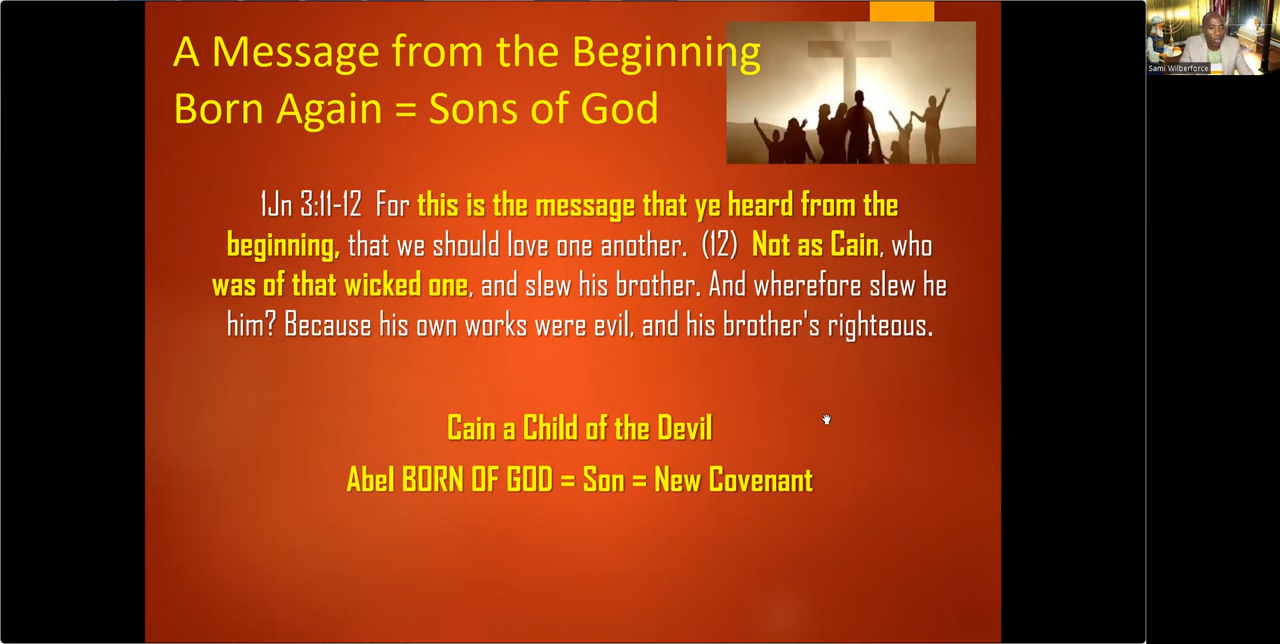 A Message from the Beginning
Born Again = Sons of God
1Jn 3:11-12  For this is the message that ye heard from the
beginning, that we should love one another.  (12)  Not as Cain, who
was of that wicked one, and slew his brother. And wherefore slew he
him? Because his own works were evil, and his brother's righteous.
Cain a Child of the Devil
Abel BORN OF GOD = Son = New Covenant
Sami Wilberforce